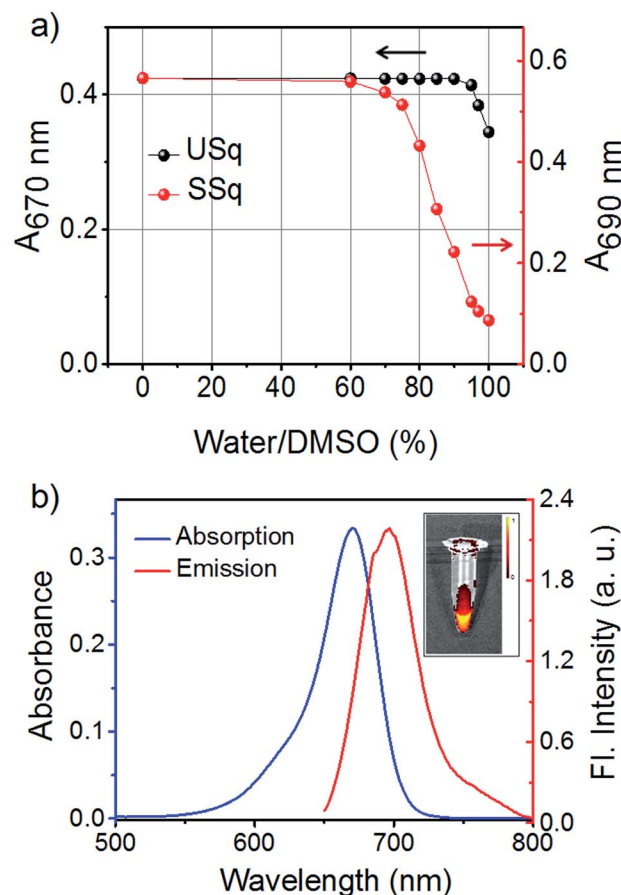 a)
0.4
0.2
0.0
A670 nm
USq
SSq
0.6
0.4
0.2
0.0
A690 nm
0 20 40 60 80 100
Water/DMSO (%)
b)
0.3
0.2
0.1
0.0
Absorbance
Absorption
Emission
1
0
2.4
1.8
1.2
0.6
0.0
Fl. Intensity (a. u.)
500 600 700 800
Wavelength (nm)